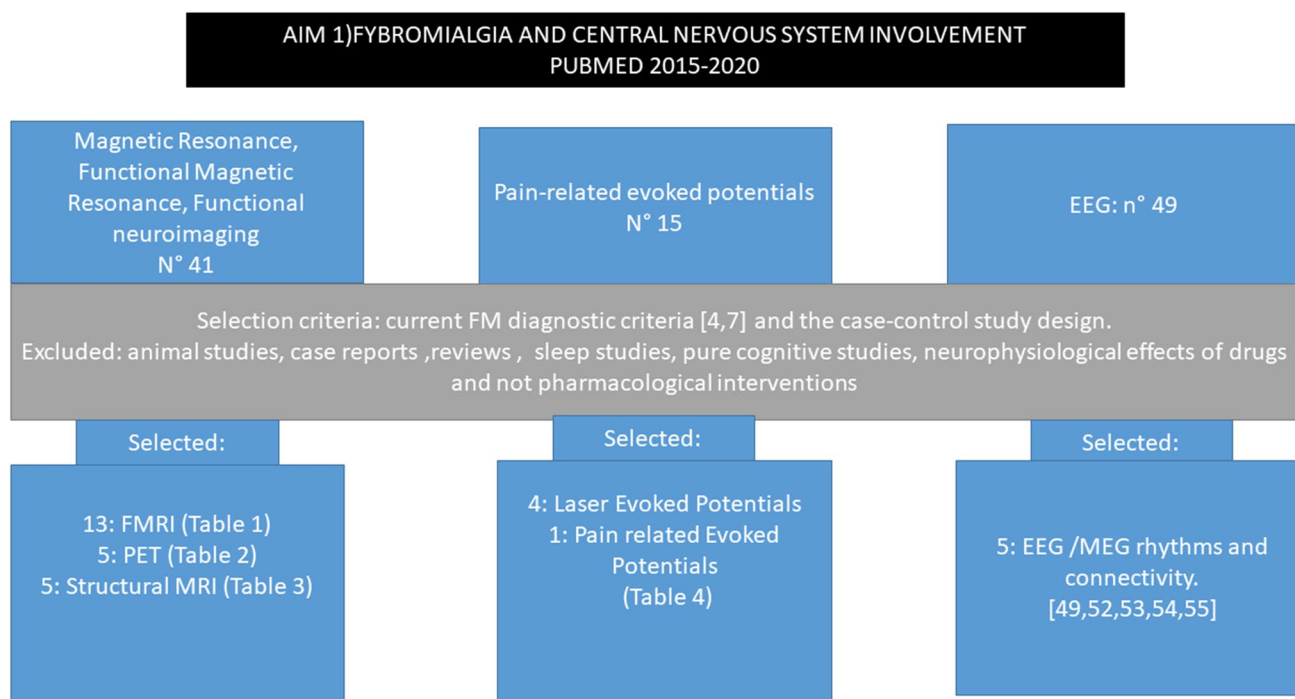 AIM 1)FYBROMIALGIA AND CENTRAL NERVOUS SYSTEM INVOLVEMENT
PUBMED 2015-2020
Magnetic Resonance,
Functional Magnetic
Resonance, Functional
neuroimaging
N° 41
Pain-related evoked potentials
N° 15
EEG: n° 49
Selection criteria: current FM diagnostic criteria [4,7] and the case-control study design.
Excluded: animal studies, case reports ,reviews , sleep studies, pure cognitive studies, neurophysiological effects of drugs
and not pharmacological interventions
Selected:
13: FMRI (Table 1)
5: PET (Table 2)
5: Structural MRI (Table 3)
Selected:
4: Laser Evoked Potentials
1: Pain related Evoked
Potentials
(Table 4)
Selected:
5: EEG /MEG rhythms and
connectivity.
[49,52,53,54,55]